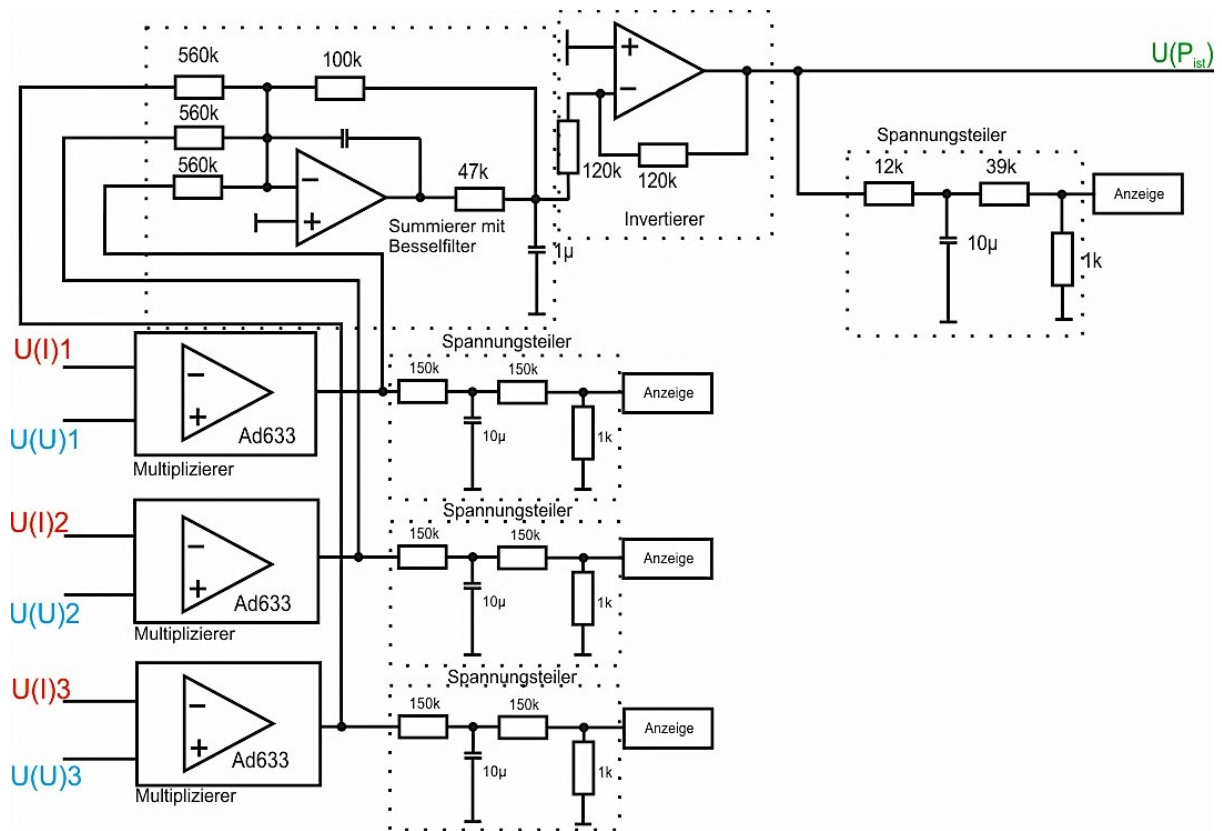 560k
100k
U(P_ist)
560k
Spannungsteiler
560k
47k
120k
120k
12k
39k
Anzeige
Summierer mit
Besselfilter
Invertierer
1µ
10µ
1k
U(I)1
Spannungsteiler
150k
150k
Anzeige
U(U)1
Ad633
10µ
1k
Multiplizierer
Spannungsteiler
U(I)2
150k
150k
Anzeige
U(U)2
Ad633
10µ
1k
Multiplizierer
Spannungsteiler
U(I)3
150k
150k
Anzeige
U(U)3
Ad633
10µ
1k
Multiplizierer